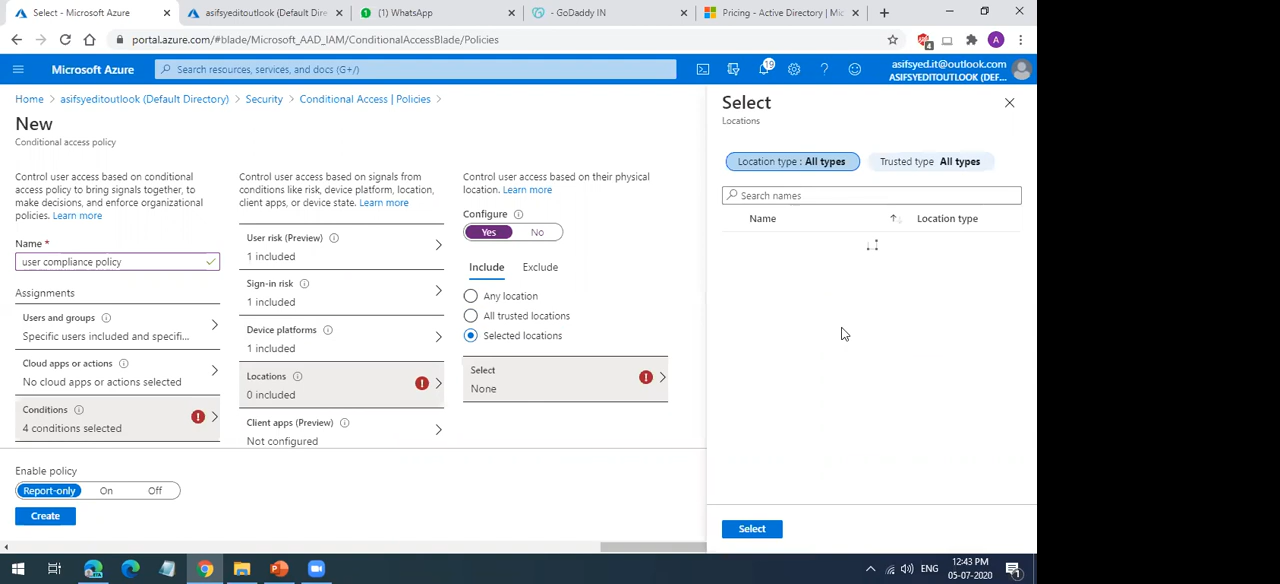 Select - Microsoft Azure
asifsyeditoutlook (Default Dire
(1) WhatsApp
- GoDaddy IN
Pricing - Active Directory | Mic
portal.azure.com/#blade/Microsoft_AAD_IAM/ConditionalAccessBlade/Policies
4
A
Microsoft Azure
Search resources, services, and docs (G+/)
19
asifsyed.it@outlook.com
ASIFSYEDITOUTLOOK (DEF...
Home > asifsyeditoutlook (Default Directory) > Security > Conditional Access | Policies >
New
Conditional access policy
Control user access based on conditional
access policy to bring signals together, to
make decisions, and enforce organizational
policies. Learn more
Name *
user compliance policy
Assignments
Users and groups
Specific users included and specifi...
Cloud apps or actions
No cloud apps or actions selected
Conditions
4 conditions selected
Enable policy
Report-only On Off
Create
Control user access based on signals from
conditions like risk, device platform, location,
client apps, or device state. Learn more
User risk (Preview)
1 included
Sign-in risk
1 included
Device platforms
1 included
Locations
0 included
Client apps (Preview)
Not configured
Control user access based on their physical
location. Learn more
Configure
Yes No
Include Exclude
Any location
All trusted locations
Selected locations
Select
None
Select
Locations
Location type : All types
Trusted type All types
Search names
Name Location type
Select
ENG
12:43 PM
05-07-2020
1